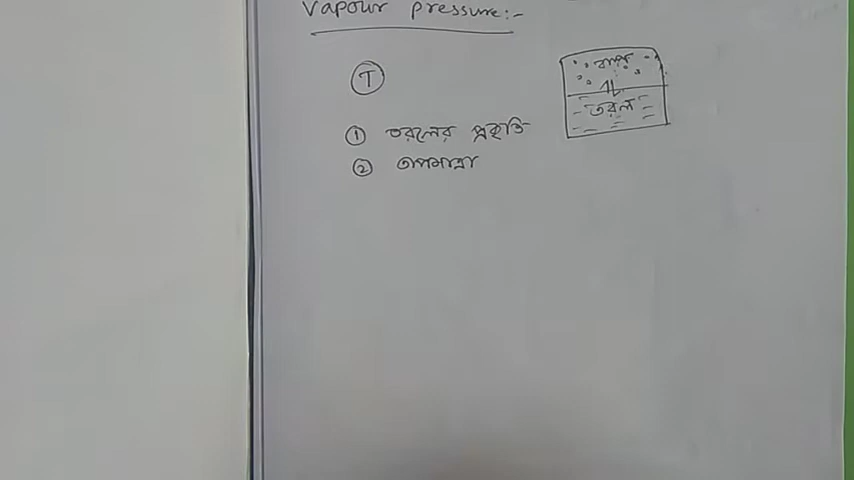 Vapour pressure:-
T
বাষ্প
তরল
① তরলের প্রকৃতি
② তাপমাত্রা